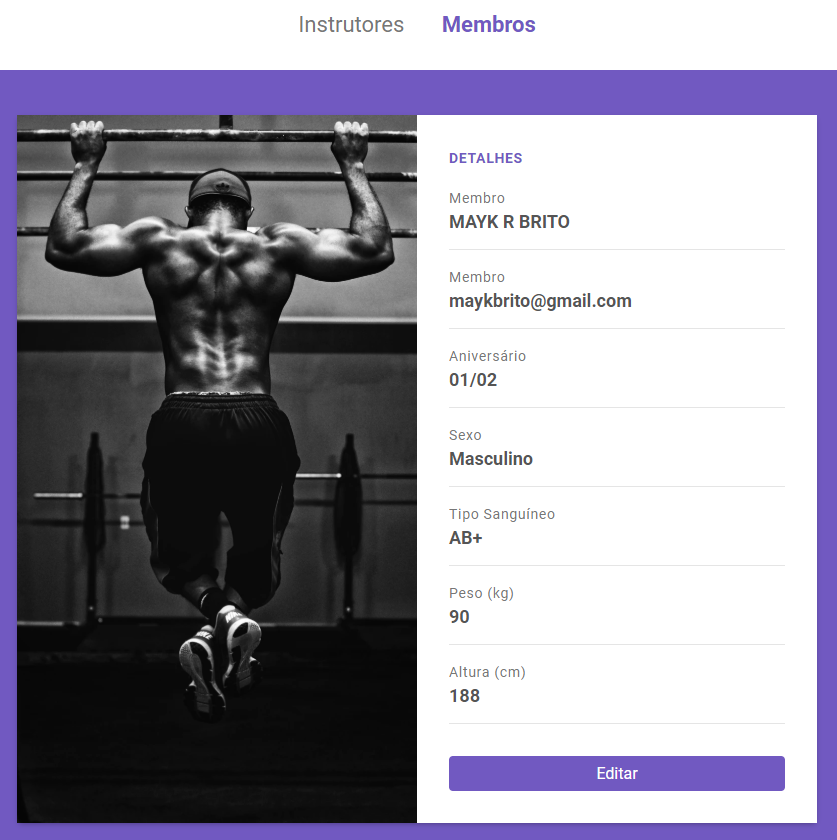 Instrutores Membros
DETALHES
Membro
MAYK R BRITO
Membro
maykbrito@gmail.com
Aniversário
01/02
Sexo
Masculino
Tipo Sanguíneo
AB+
Peso (kg)
90
Altura (cm)
188
Editar